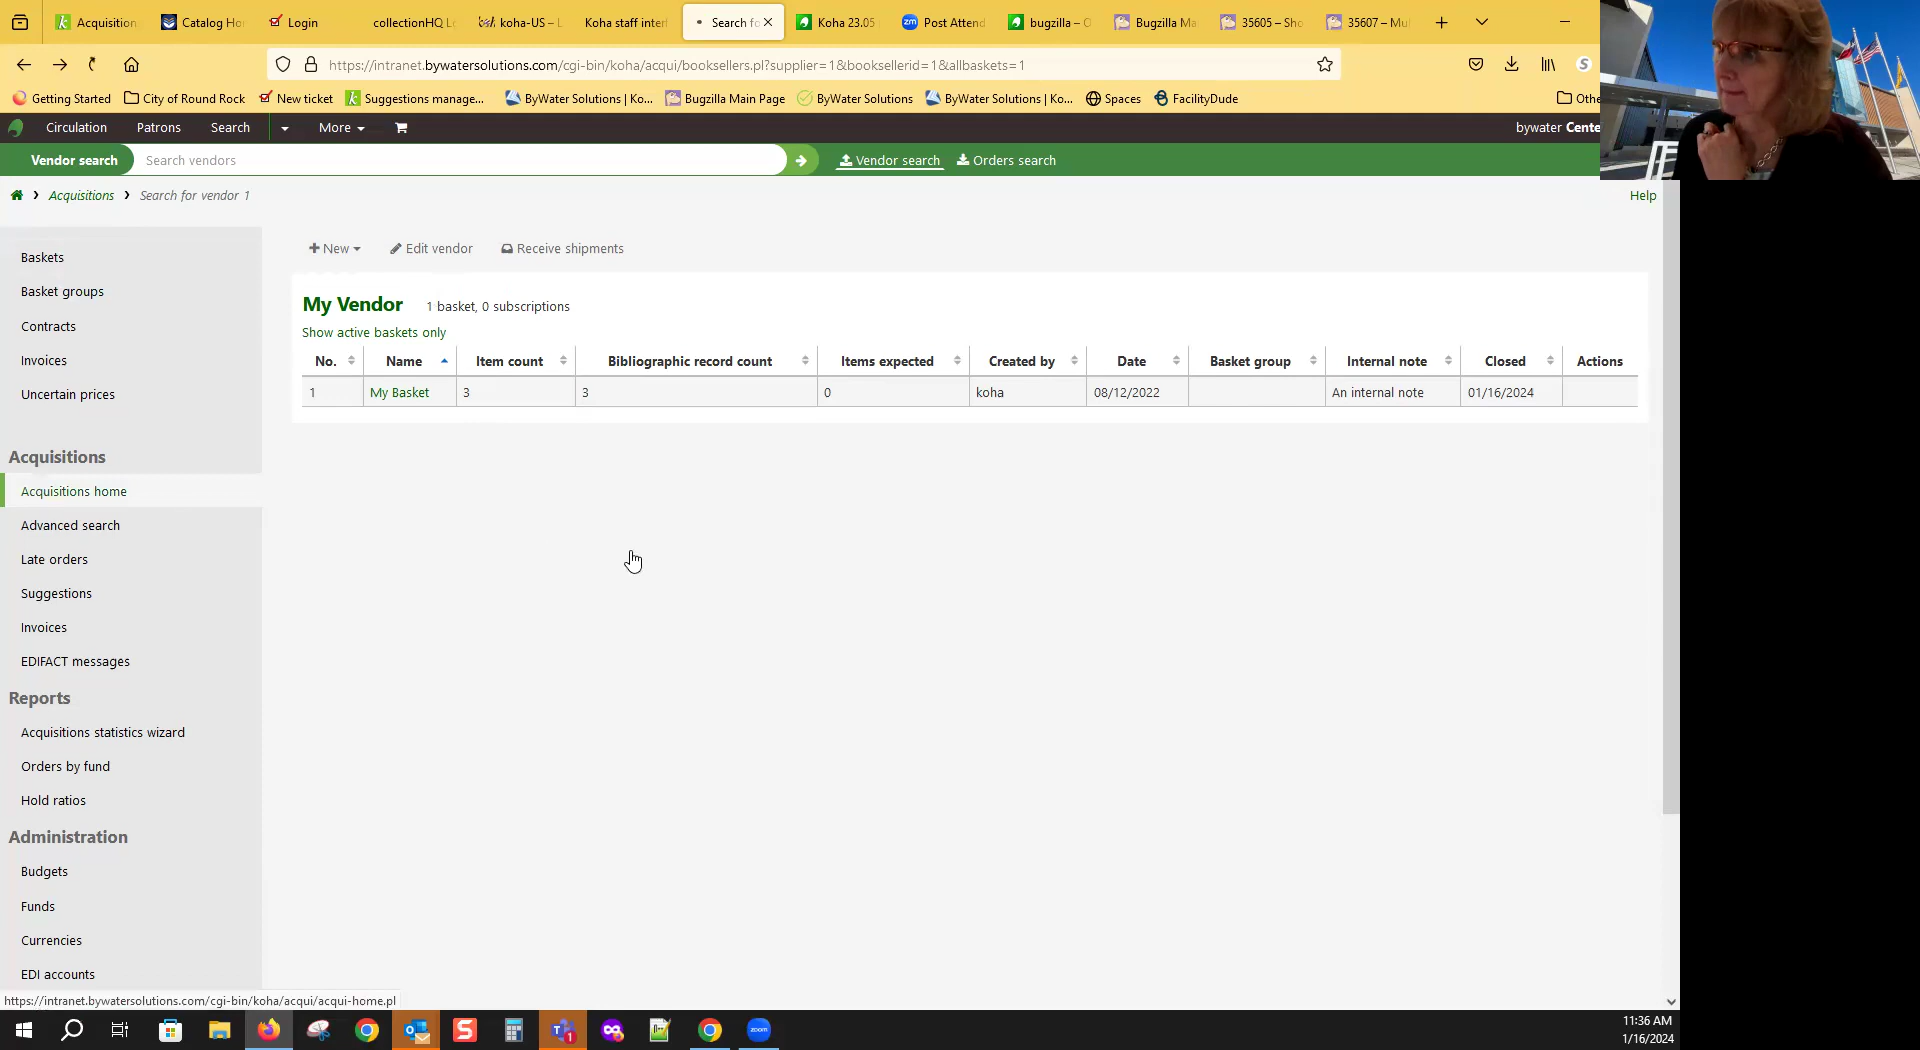 Acquisition
Catalog Ho
Login
collectionHQ Lo
koha-US – L
Koha staff inter
Search fo
Koha 23.05
Post Attend
bugzilla – O
Bugzilla Ma
35605 – Sho
35607 – Mul
https://intranet.bywatersolutions.com/cgi-bin/koha/acqui/booksellers.pl?supplier=1&booksellerid=1&allbaskets=1
Getting Started
City of Round Rock
New ticket
Suggestions manage...
ByWater Solutions | Ko...
Bugzilla Main Page
ByWater Solutions
ByWater Solutions | Ko...
Spaces
FacilityDude
Othe
Circulation
Patrons
Search
More
bywater Cente
Vendor search
Search vendors
Vendor search
Orders search
Acquisitions
Search for vendor 1
Help
Baskets
Basket groups
Contracts
Invoices
Uncertain prices
Acquisitions
Acquisitions home
Advanced search
Late orders
Suggestions
Invoices
EDIFACT messages
Reports
Acquisitions statistics wizard
Orders by fund
Hold ratios
Administration
Budgets
Funds
Currencies
EDI accounts
+ New
Edit vendor
Receive shipments
My Vendor 1 basket, 0 subscriptions
Show active baskets only
No. Name Item count Bibliographic record count Items expected Created by Date Basket group Internal note Closed Actions
1 My Basket 3 3 0 koha 08/12/2022 An internal note 01/16/2024
https://intranet.bywatersolutions.com/cgi-bin/koha/acqui/acqui-home.pl
11:36 AM
1/16/2024